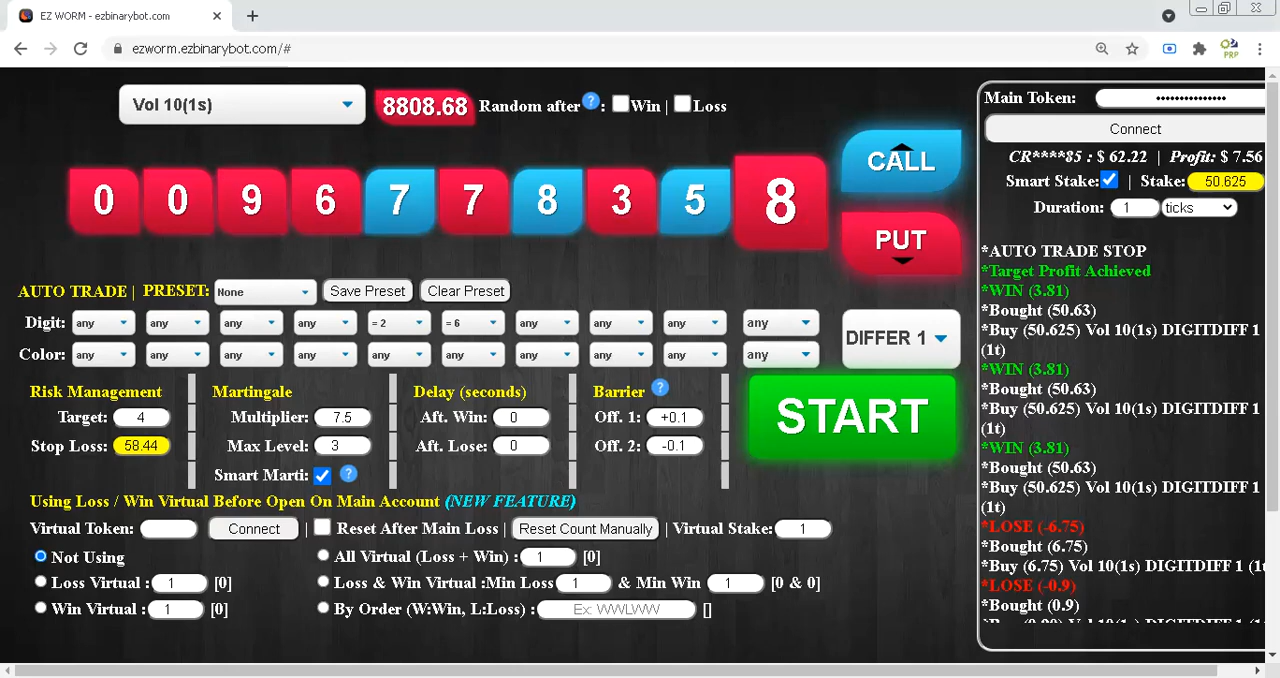 EZ WORM - ezbinarybot.com
ezworm.ezbinarybot.com/#
PRP
Vol 10(1s) 8808.68 Random after ? : Win | Loss
0 0 9 6 7 7 8 3 5 8
CALL
PUT
AUTO TRADE | PRESET: None Save Preset Clear Preset
Digit: any any any any = 2 = 6 any any any any
Color: any any any any any any any any any any
DIFFER 1
START
Risk Management
Target: 4
Stop Loss: 58.44
Martingale
Multiplier: 7.5
Max Level: 3
Smart Marti: ?
Delay (seconds)
Aft. Win: 0
Aft. Lose: 0
Barrier ?
Off. 1: +0.1
Off. 2: -0.1
Using Loss / Win Virtual Before Open On Main Account (NEW FEATURE)
Virtual Token: Connect | Reset After Main Loss | Reset Count Manually | Virtual Stake: 1
Not Using
All Virtual (Loss + Win) : 1 [0]
Loss Virtual : 1 [0]
Loss & Win Virtual :Min Loss 1 & Min Win 1 [0 & 0]
Win Virtual : 1 [0]
By Order (W:Win, L:Loss) : Ex: WWLWW []
Main Token: •••••••••••••••
Connect
CR****85 : $ 62.22 | Profit: $ 7.56
Smart Stake: | Stake: 50.625
Duration: 1 ticks
*AUTO TRADE STOP
*Target Profit Achieved
*WIN (3.81)
*Bought (50.63)
*Buy (50.625) Vol 10(1s) DIGITDIFF 1
(1t)
*WIN (3.81)
*Bought (50.63)
*Buy (50.625) Vol 10(1s) DIGITDIFF 1
(1t)
*WIN (3.81)
*Bought (50.63)
*Buy (50.625) Vol 10(1s) DIGITDIFF 1
(1t)
*LOSE (-6.75)
*Bought (6.75)
*Buy (6.75) Vol 10(1s) DIGITDIFF 1 (1t
*LOSE (-0.9)
*Bought (0.9)
*Buy (0.90) Vol 10(1s) DIGITDIFF 1 (1t